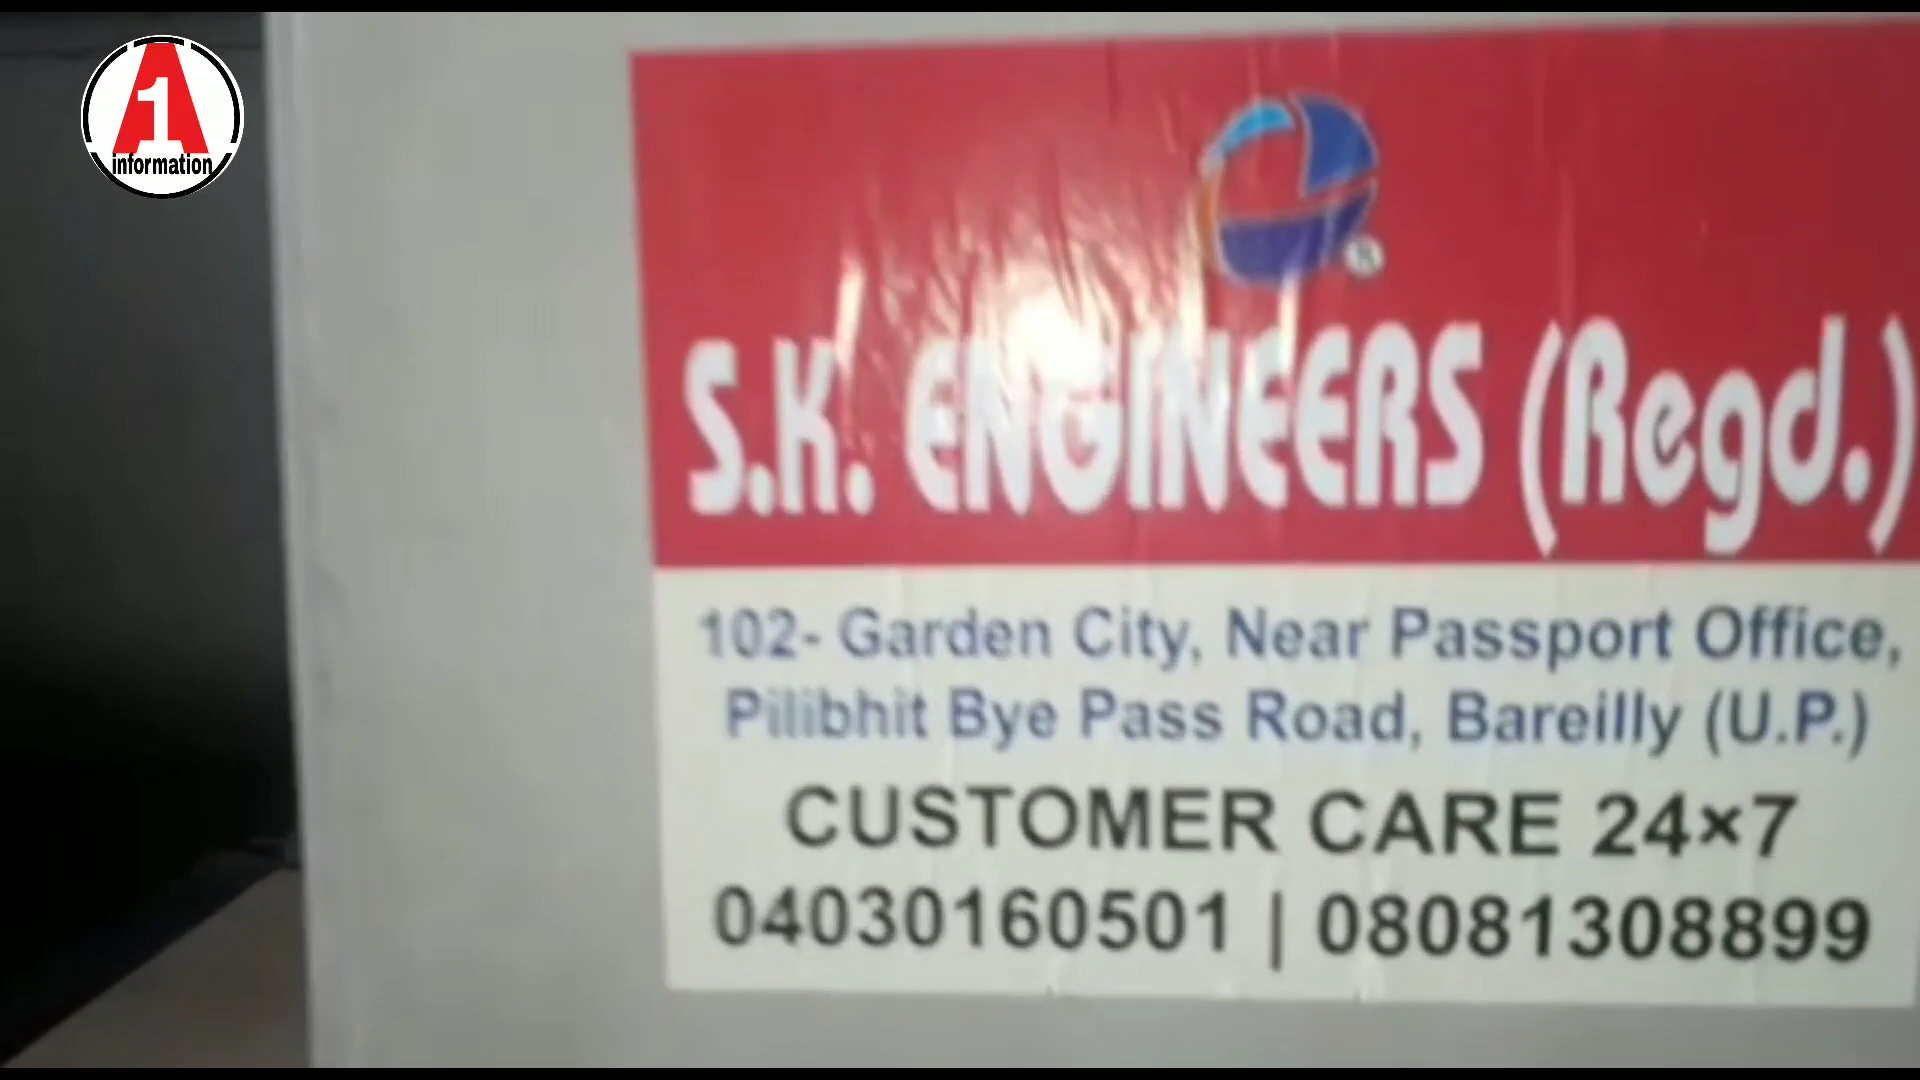 A
1
information
®
S.K. ENGINEERS (Regd.)
102- Garden City, Near Passport Office,
Pilibhit Bye Pass Road, Bareilly (U.P.)
CUSTOMER CARE 24×7
04030160501 | 08081308899